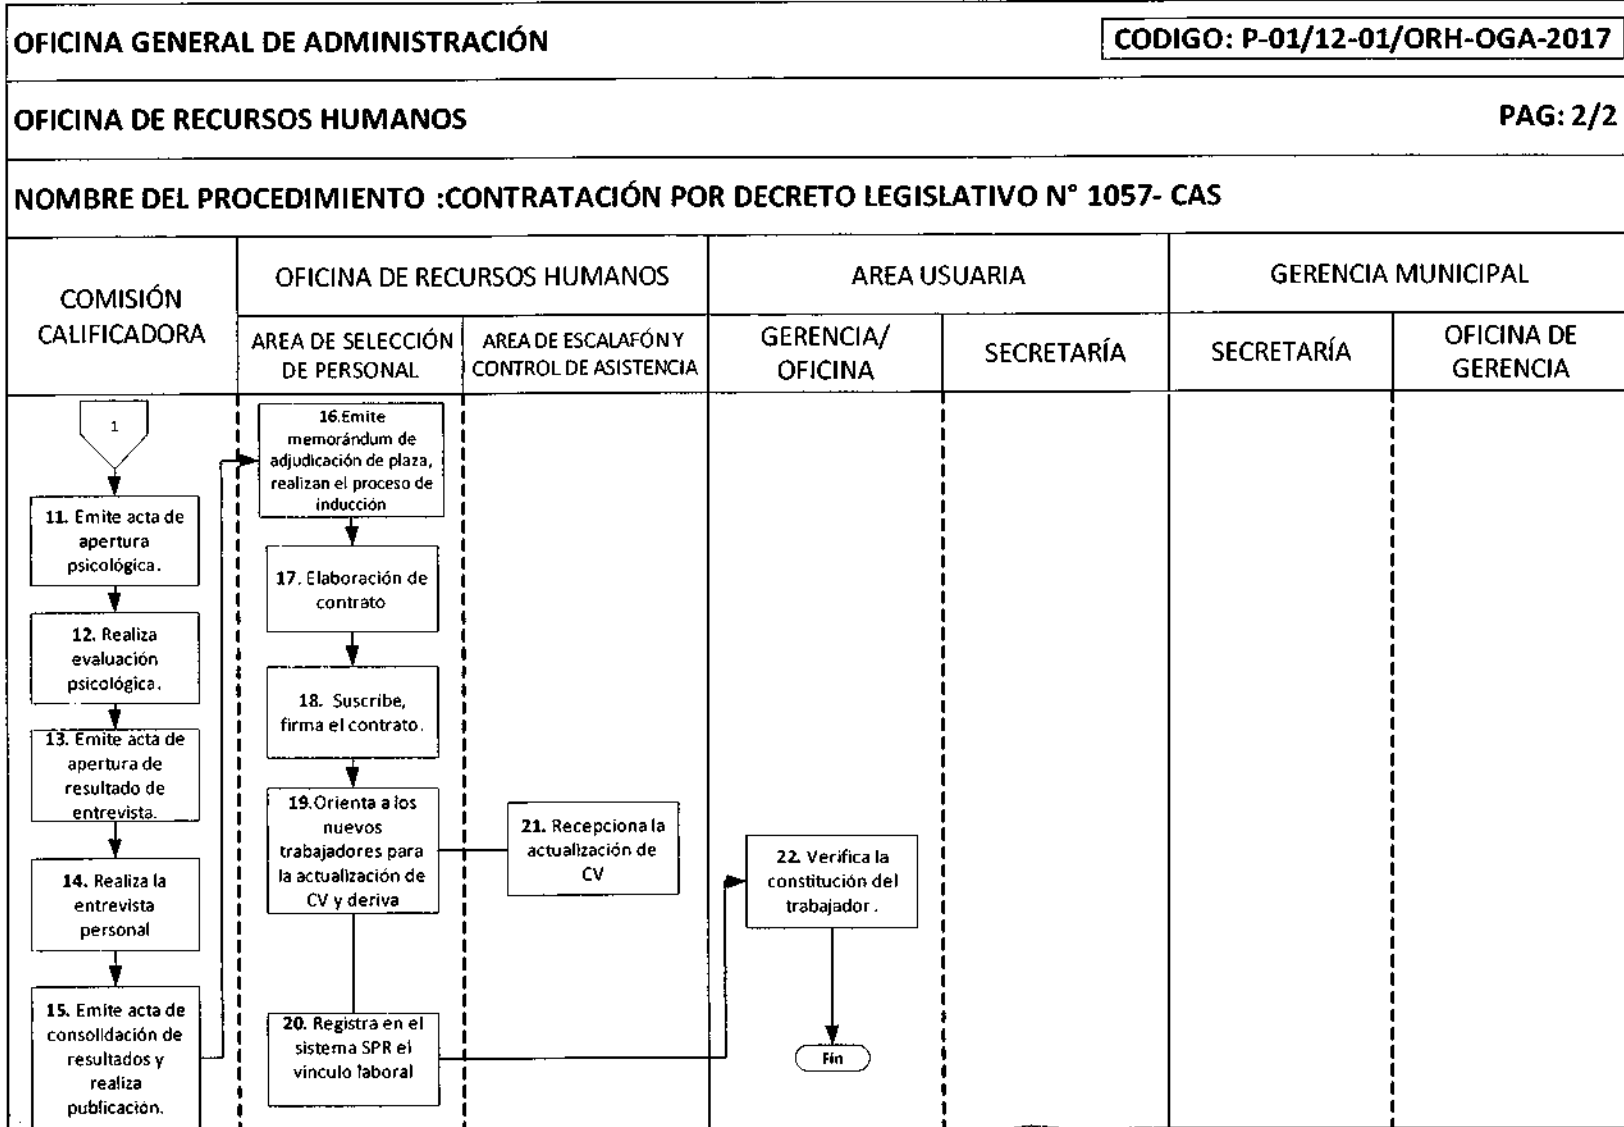 OFICINA GENERAL DE ADMINISTRACIÓN
CODIGO: P-01/12-01/ORH-OGA-2017
OFICINA DE RECURSOS HUMANOS
PAG: 2/2
NOMBRE DEL PROCEDIMIENTO :CONTRATACIÓN POR DECRETO LEGISLATIVO N° 1057- CAS
COMISIÓN
CALIFICADORA
OFICINA DE RECURSOS HUMANOS
AREA USUARIA
GERENCIA MUNICIPAL
AREA DE SELECCIÓN
DE PERSONAL
AREA DE ESCALAFÓN Y
CONTROL DE ASISTENCIA
GERENCIA/
OFICINA
SECRETARÍA
SECRETARÍA
OFICINA DE
GERENCIA
1
11. Emite acta de
apertura
psicológica.
12. Realiza
evaluación
psicológica.
13. Emite acta de
apertura de
resultado de
entrevista.
14. Realiza la
entrevista
personal
15. Emite acta de
consolidación de
resultados y
realiza
publicación.
16.Emite
memorándum de
adjudicación de plaza,
realizan el proceso de
inducción
17. Elaboración de
contrato
18. Suscribe,
firma el contrato.
19.Orienta a los
nuevos
trabajadores para
la actualización de
CV y deriva
20. Registra en el
sistema SPR el
vinculo laboral
21. Recepciona la
actualización de
CV
22. Verifica la
constitución del
trabajador .
Fin